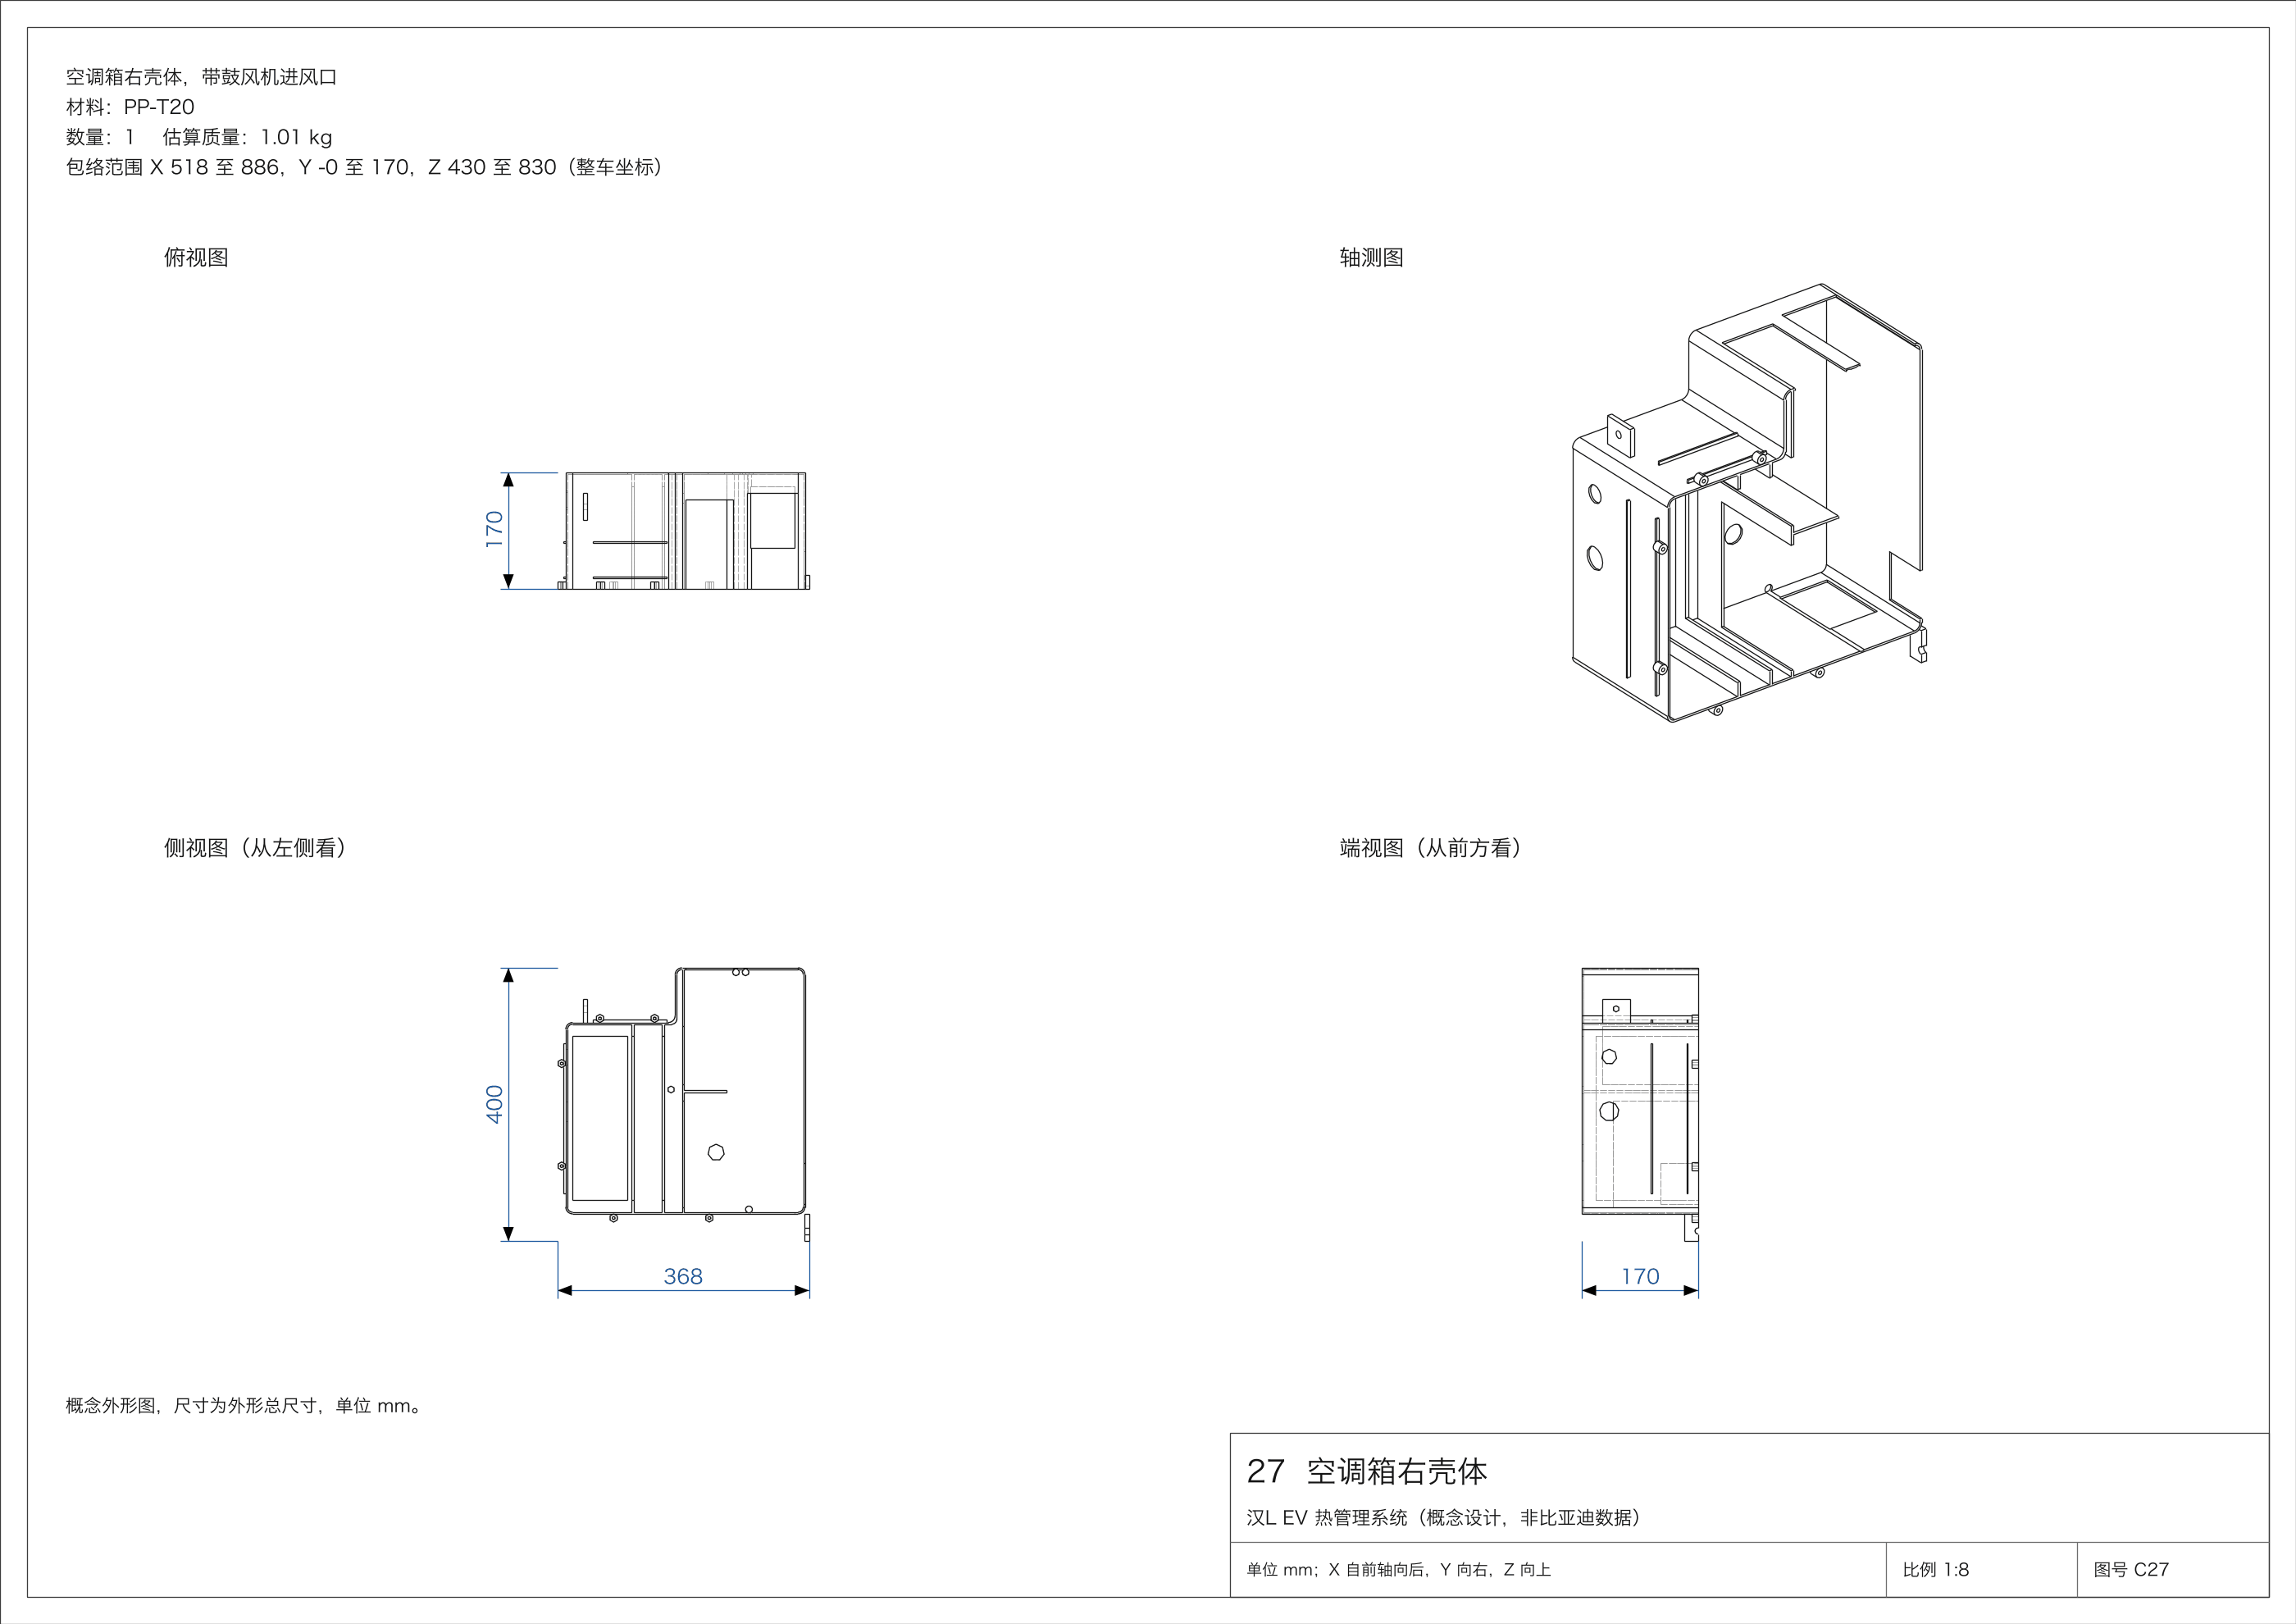 空调箱右壳体，带鼓风机进风口
材料：PP-T20
数量：1 估算质量：1.01 kg
包络范围 X 518 至 886，Y -0 至 170，Z 430 至 830（整车坐标）
俯视图
轴测图
170
侧视图（从左侧看）
端视图（从前方看）
400
368
170
概念外形图，尺寸为外形总尺寸，单位 mm。
27 空调箱右壳体
汉L EV 热管理系统（概念设计，非比亚迪数据）
单位 mm；X 自前轴向后，Y 向右，Z 向上
比例 1:8
图号 C27